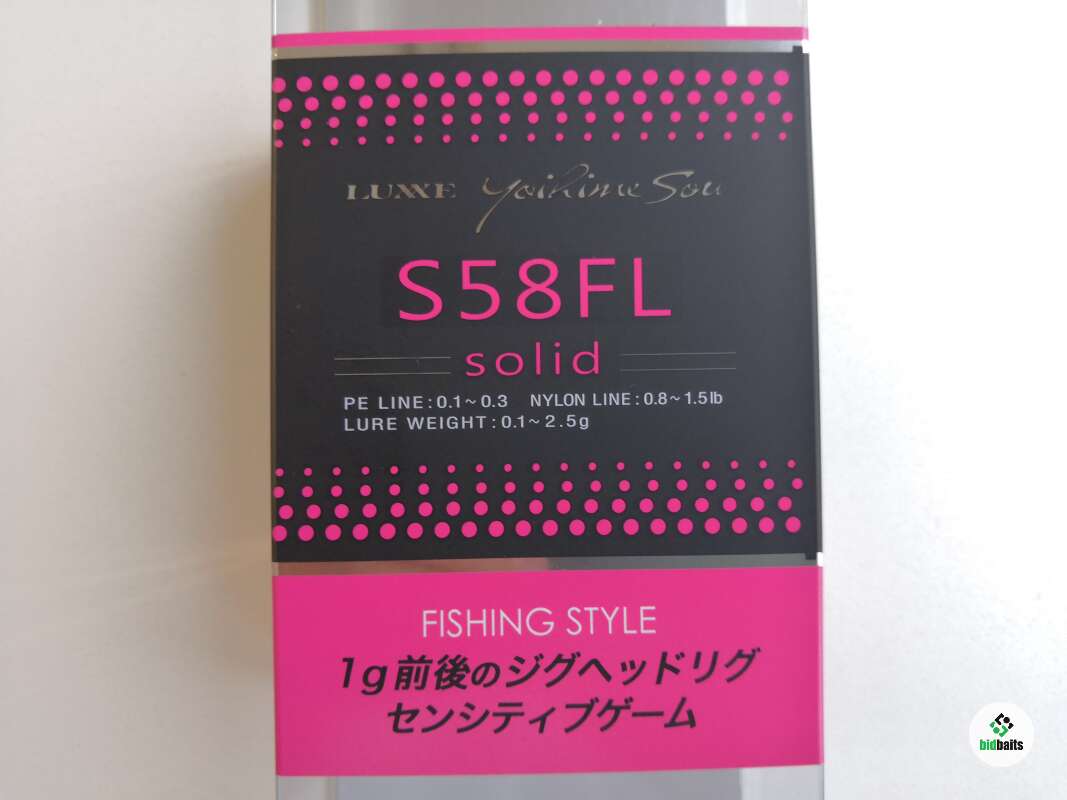 LUXXE Yoihime Sou
S58FL
solid
PE LINE:0.1~0.3 NYLON LINE:0.8~1.5lb
LURE WEIGHT:0.1~2.5g
FISHING STYLE
1g前後のジグヘッドリグ
センシティブゲーム
bidbaits